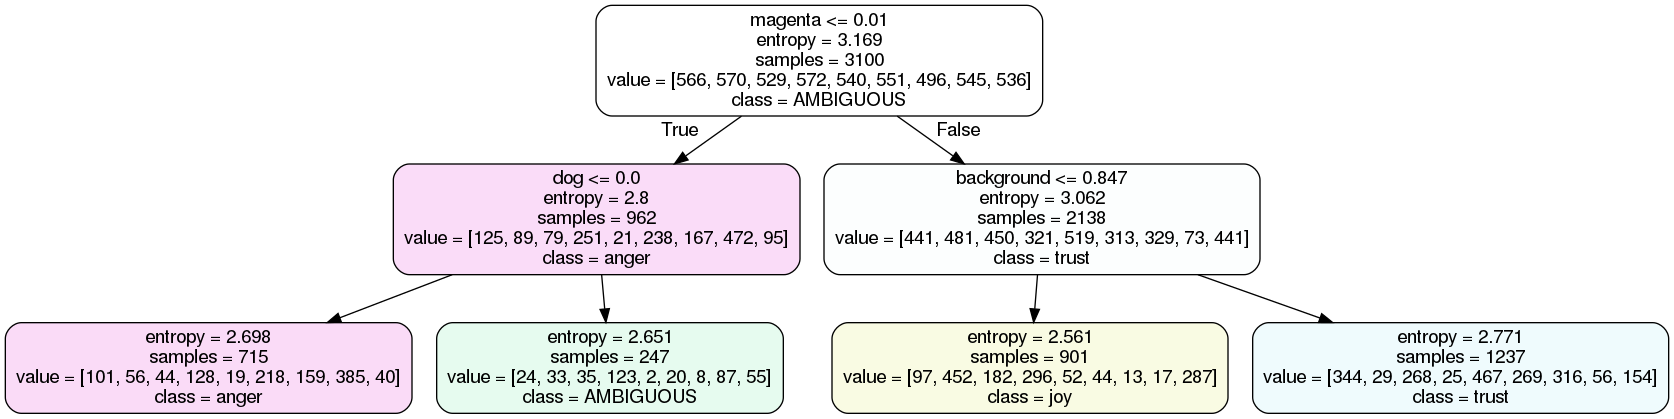 magenta <= 0.01
entropy = 3.169
samples = 3100
value = [566, 570, 529, 572, 540, 551, 496, 545, 536]
class = AMBIGUOUS
True
False
dog <= 0.0
entropy = 2.8
samples = 962
value = [125, 89, 79, 251, 21, 238, 167, 472, 95]
class = anger
background <= 0.847
entropy = 3.062
samples = 2138
value = [441, 481, 450, 321, 519, 313, 329, 73, 441]
class = trust
entropy = 2.698
samples = 715
value = [101, 56, 44, 128, 19, 218, 159, 385, 40]
class = anger
entropy = 2.651
samples = 247
value = [24, 33, 35, 123, 2, 20, 8, 87, 55]
class = AMBIGUOUS
entropy = 2.561
samples = 901
value = [97, 452, 182, 296, 52, 44, 13, 17, 287]
class = joy
entropy = 2.771
samples = 1237
value = [344, 29, 268, 25, 467, 269, 316, 56, 154]
class = trust